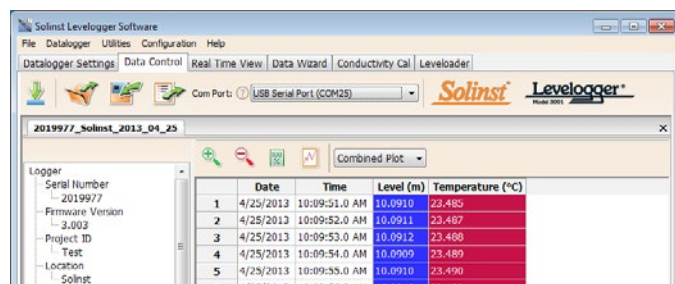 Solinst Levelogger Software
File Datalogger Utilities Configuration Help
Datalogger Settings Data Control Real Time View Data Wizard Conductivity Cal Leveloader
Com Port: ? USB Serial Port (COM25) Solinst Levelogger
Model 3001
2019977_Solinst_2013_04_25 x
Combined Plot
Logger
Serial Number
2019977
Firmware Version
3.003
Project ID
Test
Location
Solinst
Date Time Level (m) Temperature (°C)
1 4/25/2013 10:09:51.0 AM 10.0910 23.485
2 4/25/2013 10:09:52.0 AM 10.0911 23.487
3 4/25/2013 10:09:53.0 AM 10.0912 23.488
4 4/25/2013 10:09:54.0 AM 10.0909 23.489
5 4/25/2013 10:09:55.0 AM 10.0910 23.490